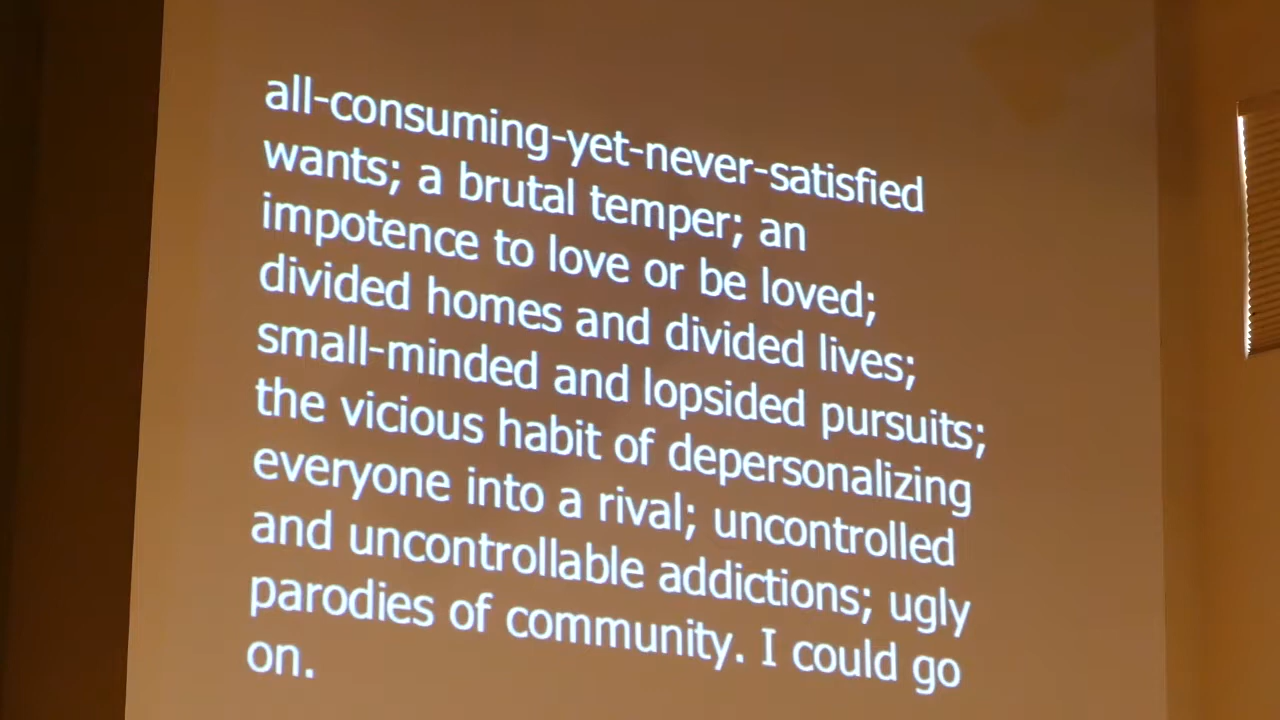 all-consuming-yet-never-satisfied
wants; a brutal temper; an
impotence to love or be loved;
divided homes and divided lives;
small-minded and lopsided pursuits;
the vicious habit of depersonalizing
everyone into a rival; uncontrolled
and uncontrollable addictions; ugly
parodies of community. I could go
on.